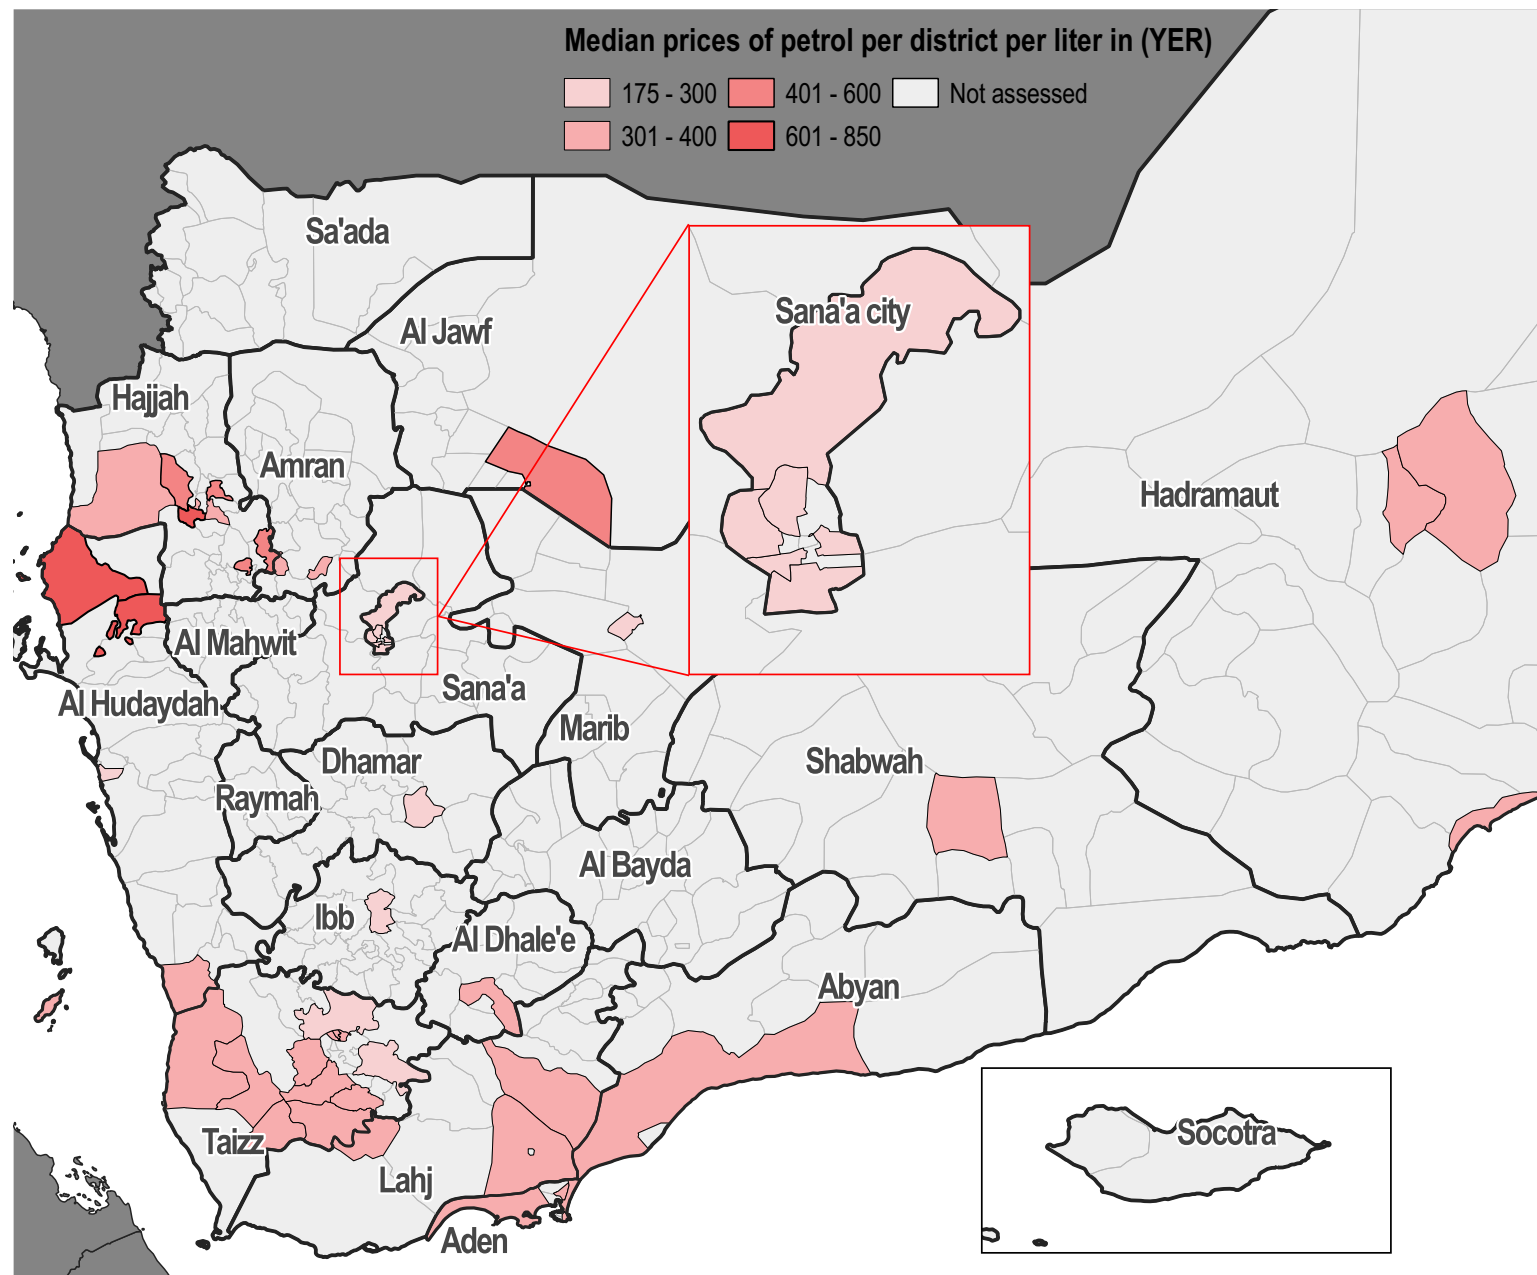 Median prices of petrol per district per liter in (YER)
175 - 300
401 - 600
Not assessed
301 - 400
601 - 850
Sa'ada
Al Jawf
Sana'a city
Hajjah
Amran
Hadramaut
Al Mahwit
Sana'a
Al Hudaydah
Marib
Dhamar
Shabwah
Raymah
Al Bayda
Ibb
Al Dhale'e
Abyan
Taizz
Socotra
Lahj
Aden